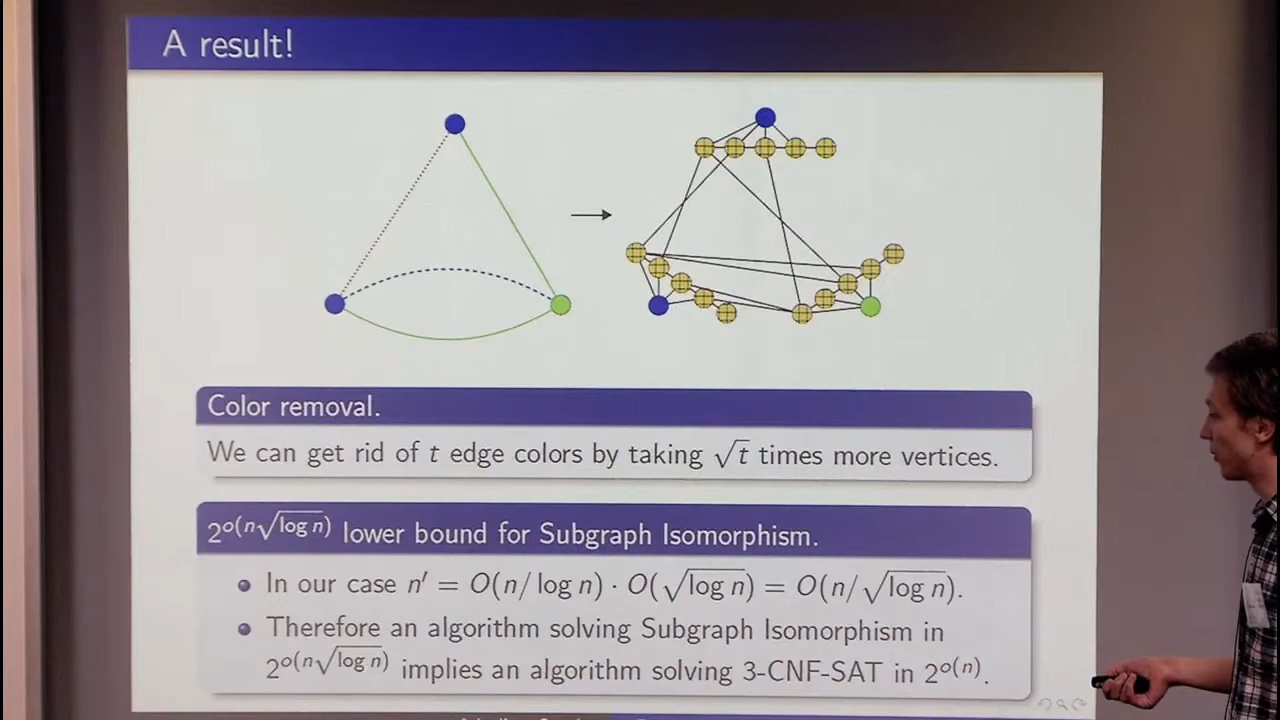 A result!
Color removal.
We can get rid of t edge colors by taking √t times more vertices.
2^{o(n√log n)} lower bound for Subgraph Isomorphism.
In our case n′ = O(n/ log n) · O(√log n) = O(n/√log n).
Therefore an algorithm solving Subgraph Isomorphism in
2^{o(n√log n)} implies an algorithm solving 3-CNF-SAT in 2^{o(n)}.